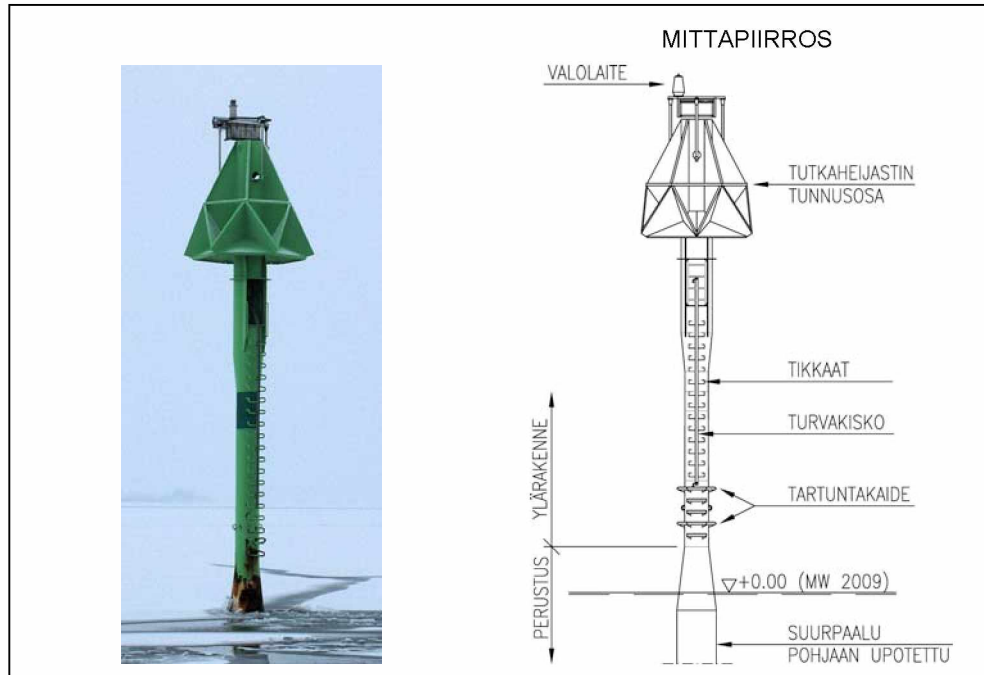 MITTAPIIRROS
VALOLAITE
TUTKAHEIJASTIN
TUNNUSOSA
TIKKAAT
TURVAKISKO
TARTUNTAKAIDE
YLÄRAKENNE
PERUSTUS
+0.00 (MW 2009)
SUURPAALU
POHJAAN UPOTETTU